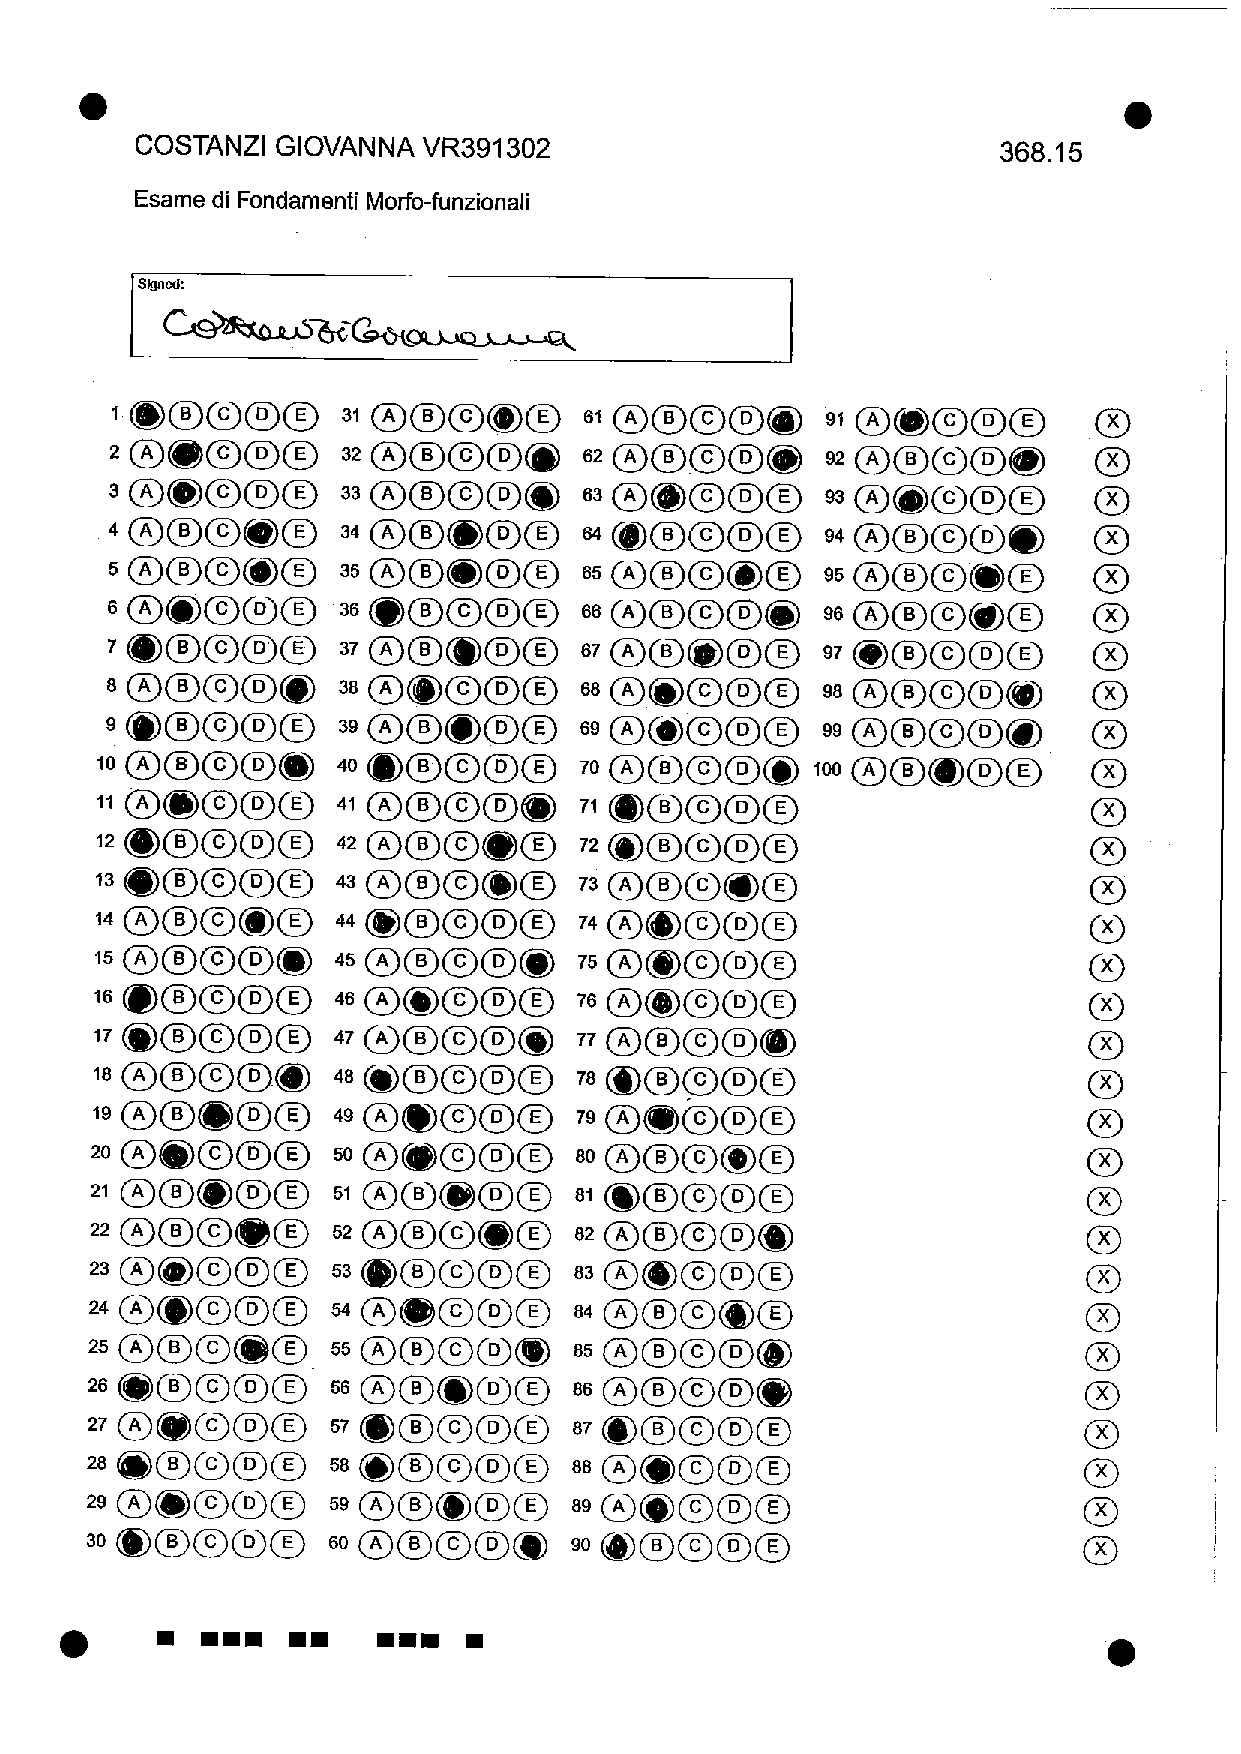 COSTANZI GIOVANNA VR391302 368.15
Esame di Fondamenti Morfo-funzionali
Signed:
Costanzi Giovanna
1 B C D E 31 A B C E 61 A B C D 91 A C D E X
2 A C D E 32 A B C D 62 A B C D 92 A B C D X
3 A C D E 33 A B C D 63 A C D E 93 A C D E X
4 A B C E 34 A B D E 64 B C D E 94 A B C D X
5 A B C E 35 A B D E 65 A B C E 95 A B C E X
6 A C D E 36 B C D E 66 A B C D 96 A B C E X
7 B C D E 37 A B D E 67 A B D E 97 B C D E X
8 A B C D 38 A C D E 68 A C D E 98 A B C D X
9 B C D E 39 A B D E 69 A C D E 99 A B C D X
10 A B C D 40 B C D E 70 A B C D 100 A B D E X
11 A C D E 41 A B C D 71 B C D E X
12 B C D E 42 A B C E 72 B C D E X
13 B C D E 43 A B C E 73 A B C E X
14 A B C E 44 B C D E 74 A C D E X
15 A B C D 45 A B C D 75 A C D E X
16 B C D E 46 A C D E 76 A C D E X
17 B C D E 47 A B C D 77 A B C D X
18 A B C D 48 B C D E 78 B C D E X
19 A B D E 49 A C D E 79 A C D E X
20 A C D E 50 A C D E 80 A B C E X
21 A B D E 51 A B D E 81 B C D E X
22 A B C E 52 A B C E 82 A B C D X
23 A C D E 53 B C D E 83 A C D E X
24 A C D E 54 A C D E 84 A B C E X
25 A B C E 55 A B C D 85 A B C D X
26 B C D E 56 A B D E 86 A B C D X
27 A C D E 57 B C D E 87 B C D E X
28 B C D E 58 B C D E 88 A C D E X
29 A C D E 59 A B D E 89 A C D E X
30 B C D E 60 A B C D 90 B C D E X